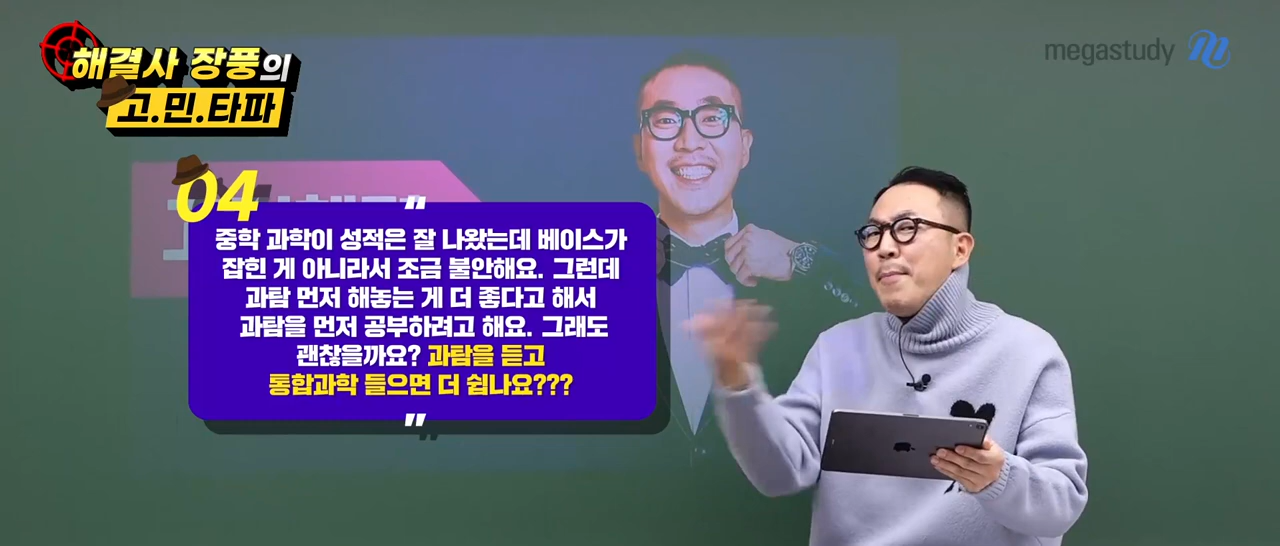 해결사 장풍의
고.민.타파
megastudy
04
"
중학 과학이 성적은 잘 나왔는데 베이스가
잡힌 게 아니라서 조금 불안해요. 그런데
과탐 먼저 해놓는 게 더 좋다고 해서
과탐을 먼저 공부하려고 해요. 그래도
괜찮을까요? 과탐을 듣고
통합과학 들으면 더 쉽나요???
"